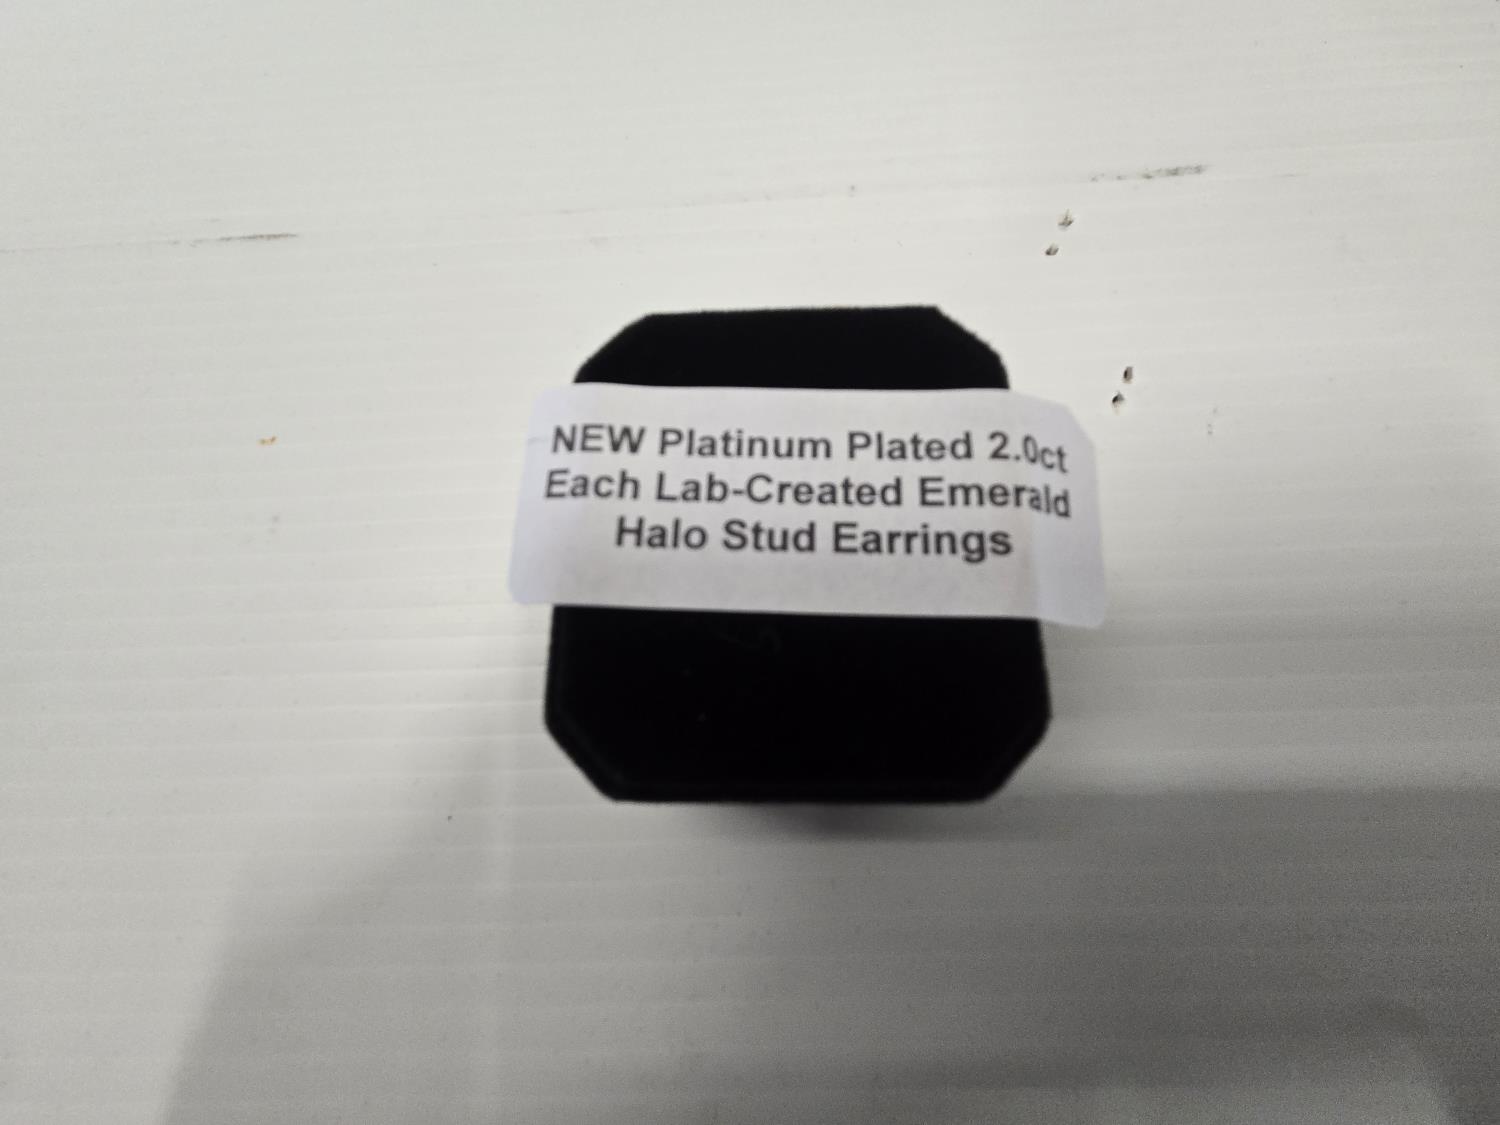 NEW Platinum Plated 2.0ct
Each Lab-Created Emerald
Halo Stud Earrings